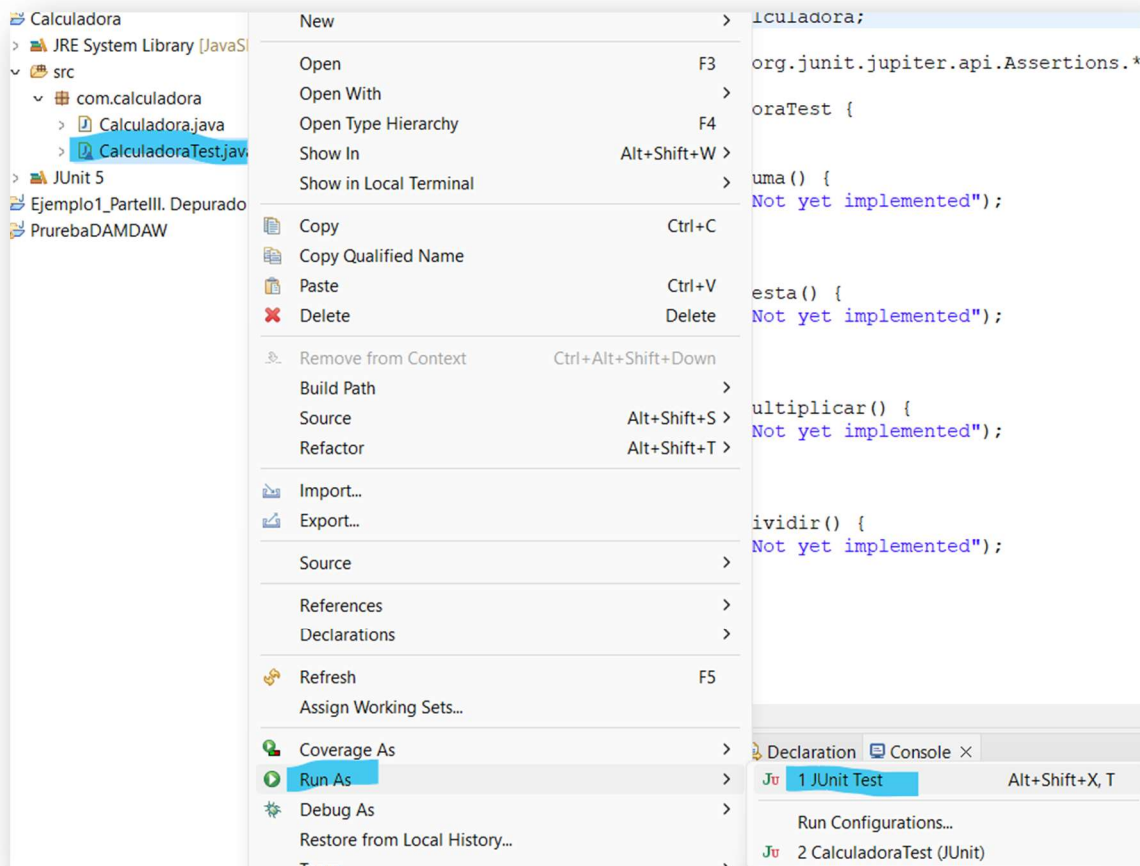 Calculadora
JRE System Library [JavaS
src
com.calculadora
Calculadora.java
CalculadoraTest.java
JUnit 5
Ejemplo1_ParteIII. Depurado
PrurebaDAMDAW
New
Open F3
Open With
Open Type Hierarchy F4
Show In Alt+Shift+W
Show in Local Terminal
Copy Ctrl+C
Copy Qualified Name
Paste Ctrl+V
Delete Delete
Remove from Context Ctrl+Alt+Shift+Down
Build Path
Source Alt+Shift+S
Refactor Alt+Shift+T
Import...
Export...
Source
References
Declarations
Refresh F5
Assign Working Sets...
Coverage As
Run As
Debug As
Restore from Local History...
lculadora;
org.junit.jupiter.api.Assertions.*
oraTest {
uma() {
Not yet implemented");
esta() {
Not yet implemented");
ultiplicar() {
Not yet implemented");
ividir() {
Not yet implemented");
Declaration Console
Ju 1 JUnit Test Alt+Shift+X, T
Run Configurations...
Ju 2 CalculadoraTest (JUnit)